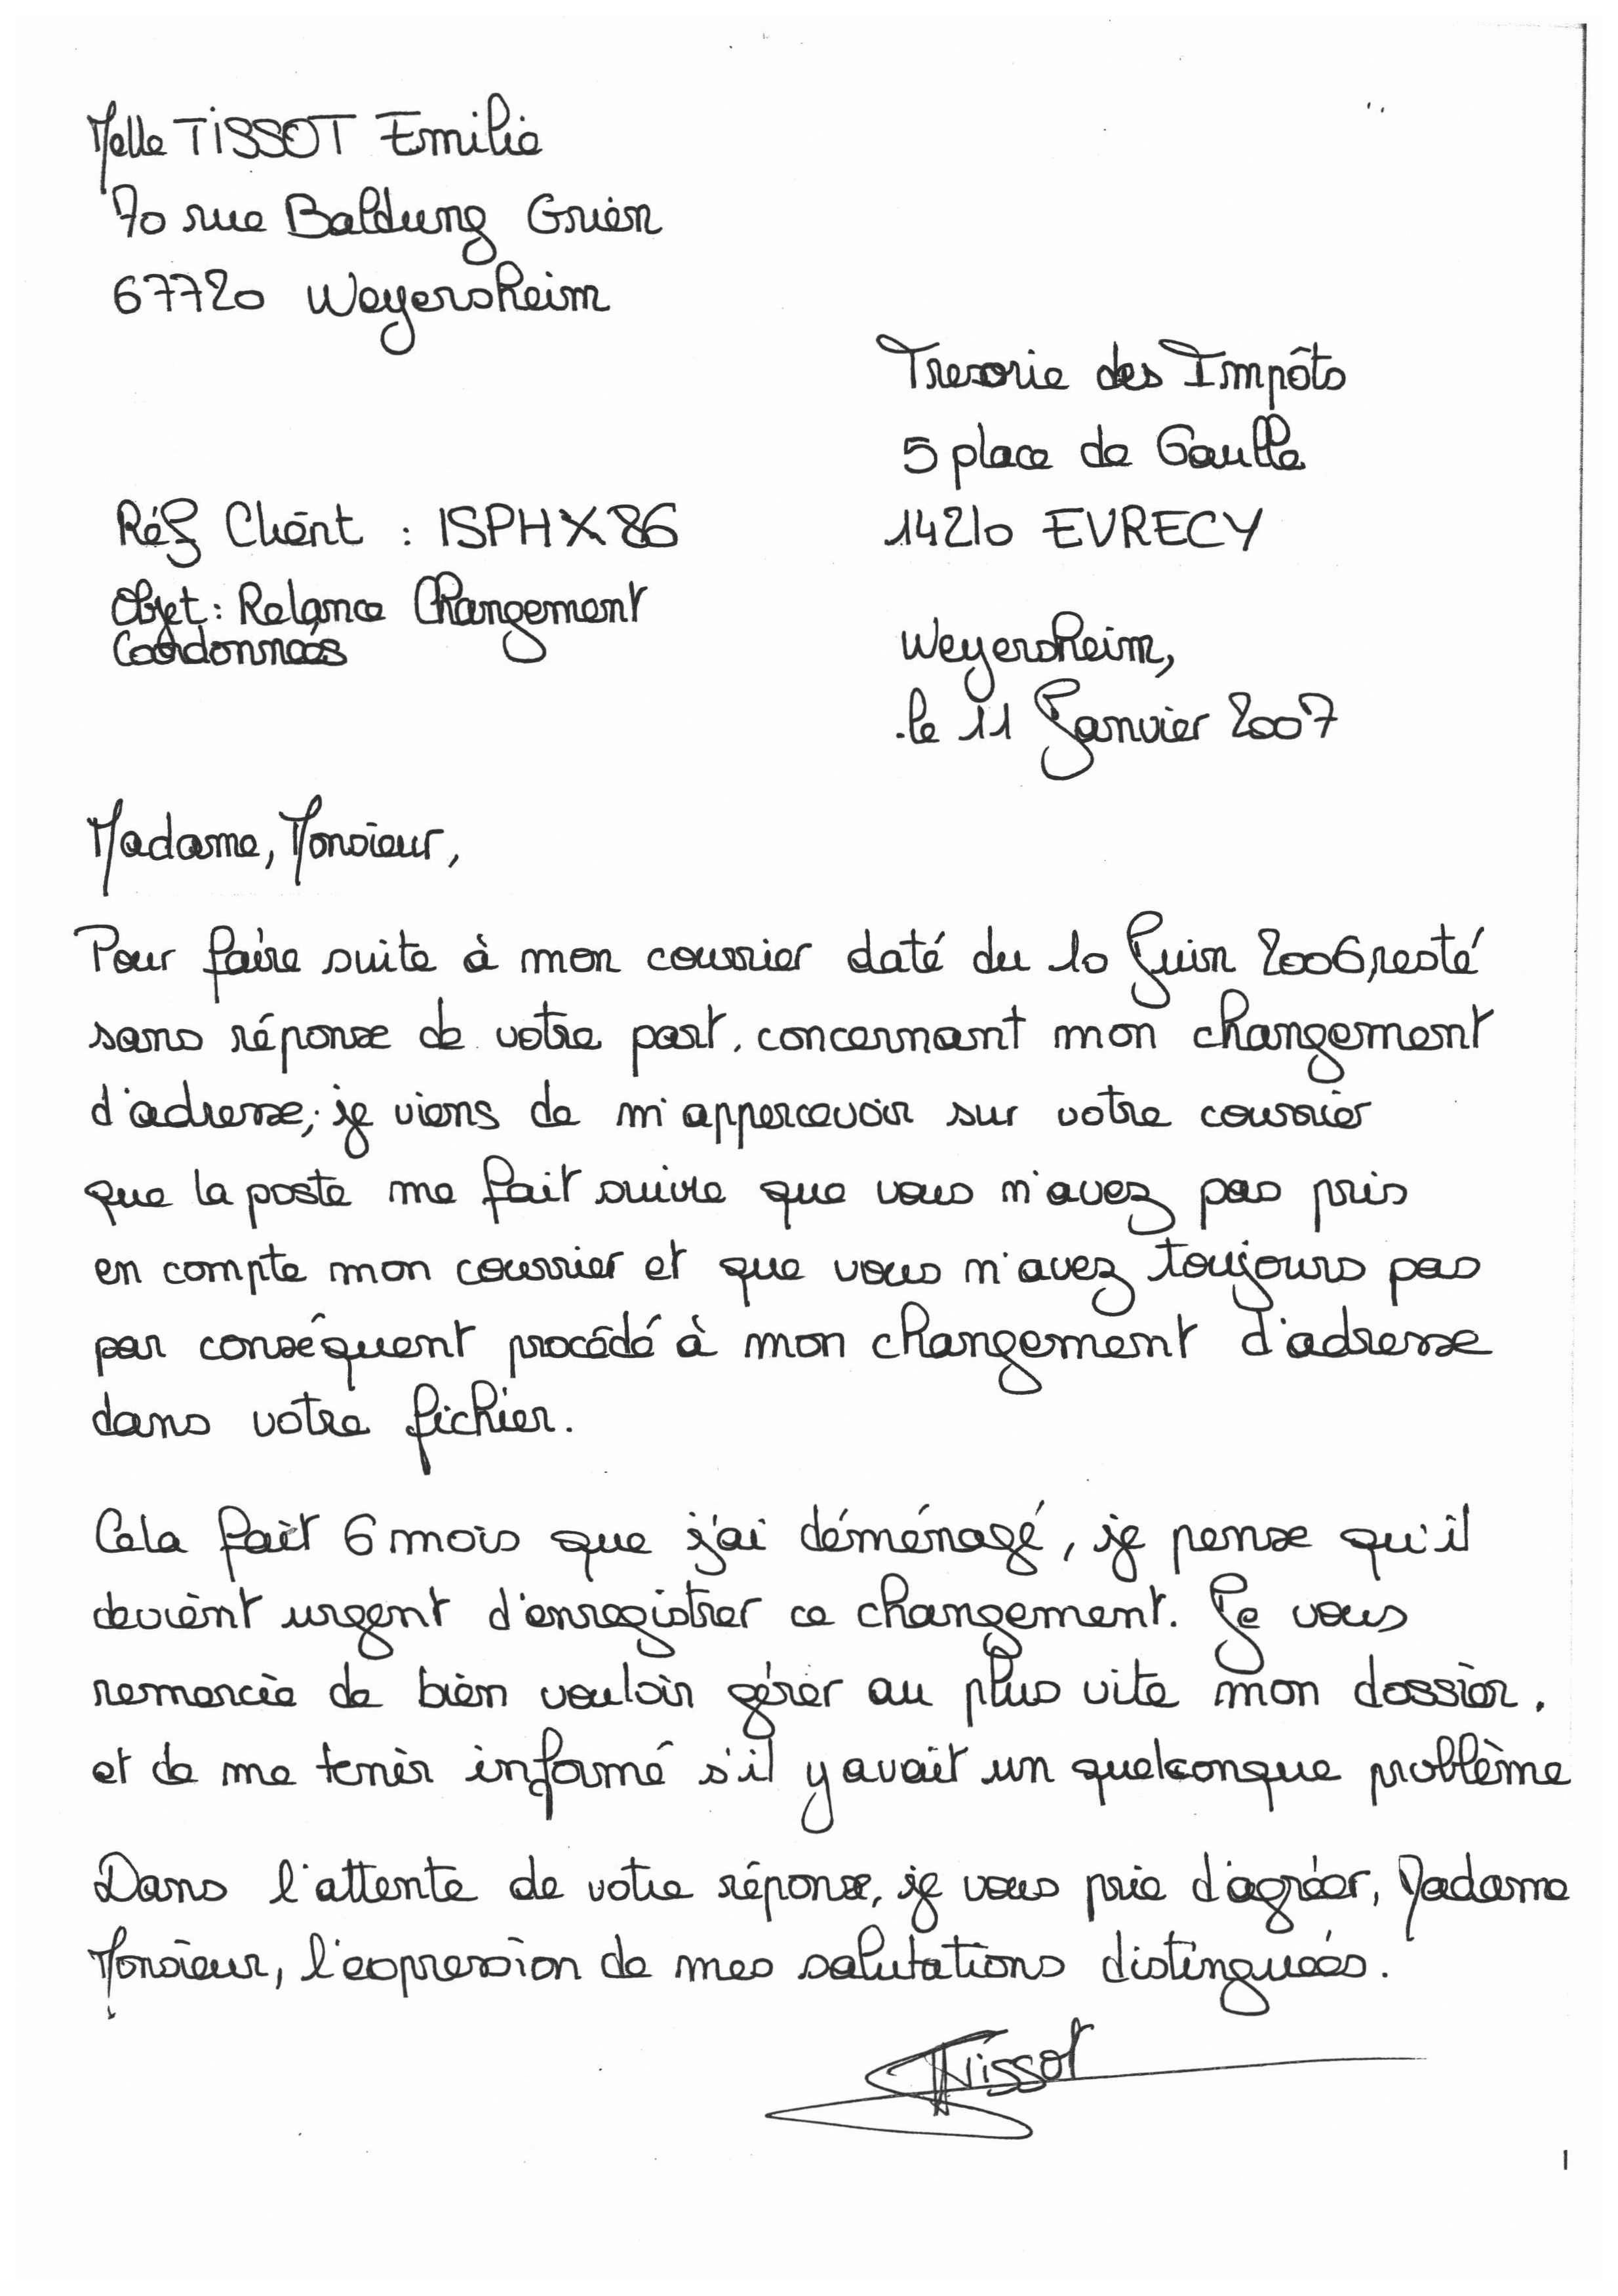 Melle TISSOT Emilie
70 rue Baldung Grien
67720 Weyersheim
Tresorie des Impôts
5 place de Gaulle
14210 EVRECY
Réf Client : ISPHX86
Objet : Relance Changement
Coordonnées
Weyersheim,
le 11 Janvier 2007
Madame, Monsieur,
Pour faire suite à mon courrier daté du 10 Juin 2006, resté
sans réponse de votre part, concernant mon changement
d'adresse, je viens de m'appercevoir sur votre courrier
que la poste me fait suivre que vous n'avez pas pris
en compte mon courrier et que vous n'avez toujours pas
par conséquent procédé à mon changement d'adresse
dans votre fichier.
Cela fait 6 mois que j'ai déménagé, je pense qu'il
devient urgent d'enregistrer ce changement. Je vous
remercie de bien vouloir gérer au plus vite mon dossier.
et de me tenir informé s'il y avait un quelconque problème
Dans l'attente de votre réponse, je vous prie d'agréer, Madame
Monsieur, l'expression de mes salutations distinguées.
Tissot
1